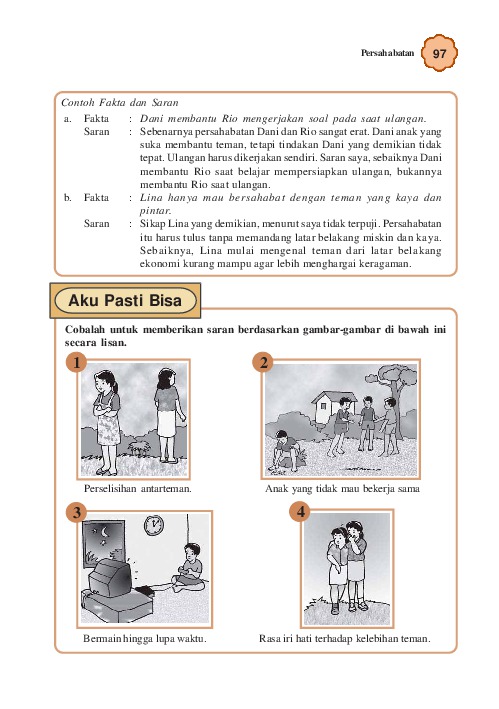 Persahabatan 97
Contoh Fakta dan Saran
a. Fakta : Dani membantu Rio mengerjakan soal pada saat ulangan.
Saran : Sebenarnya persahabatan Dani dan Rio sangat erat. Dani anak yang
suka membantu teman, tetapi tindakan Dani yang demikian tidak
tepat. Ulangan harus dikerjakan sendiri. Saran saya, sebaiknya Dani
membantu Rio saat belajar mempersiapkan ulangan, bukannya
membantu Rio saat ulangan.
b. Fakta : Lina hanya mau bersahabat dengan teman yang kaya dan
pintar.
Saran : Sikap Lina yang demikian, menurut saya tidak terpuji. Persahabatan
itu harus tulus tanpa memandang latar belakang miskin dan kaya.
Sebaiknya, Lina mulai mengenal teman dari latar belakang
ekonomi kurang mampu agar lebih menghargai keragaman.
Aku Pasti Bisa
Cobalah untuk memberikan saran berdasarkan gambar-gambar di bawah ini
secara lisan.
1
2
Perselisihan antarteman.
Anak yang tidak mau bekerja sama
3
4
Bermain hingga lupa waktu.
Rasa iri hati terhadap kelebihan teman.